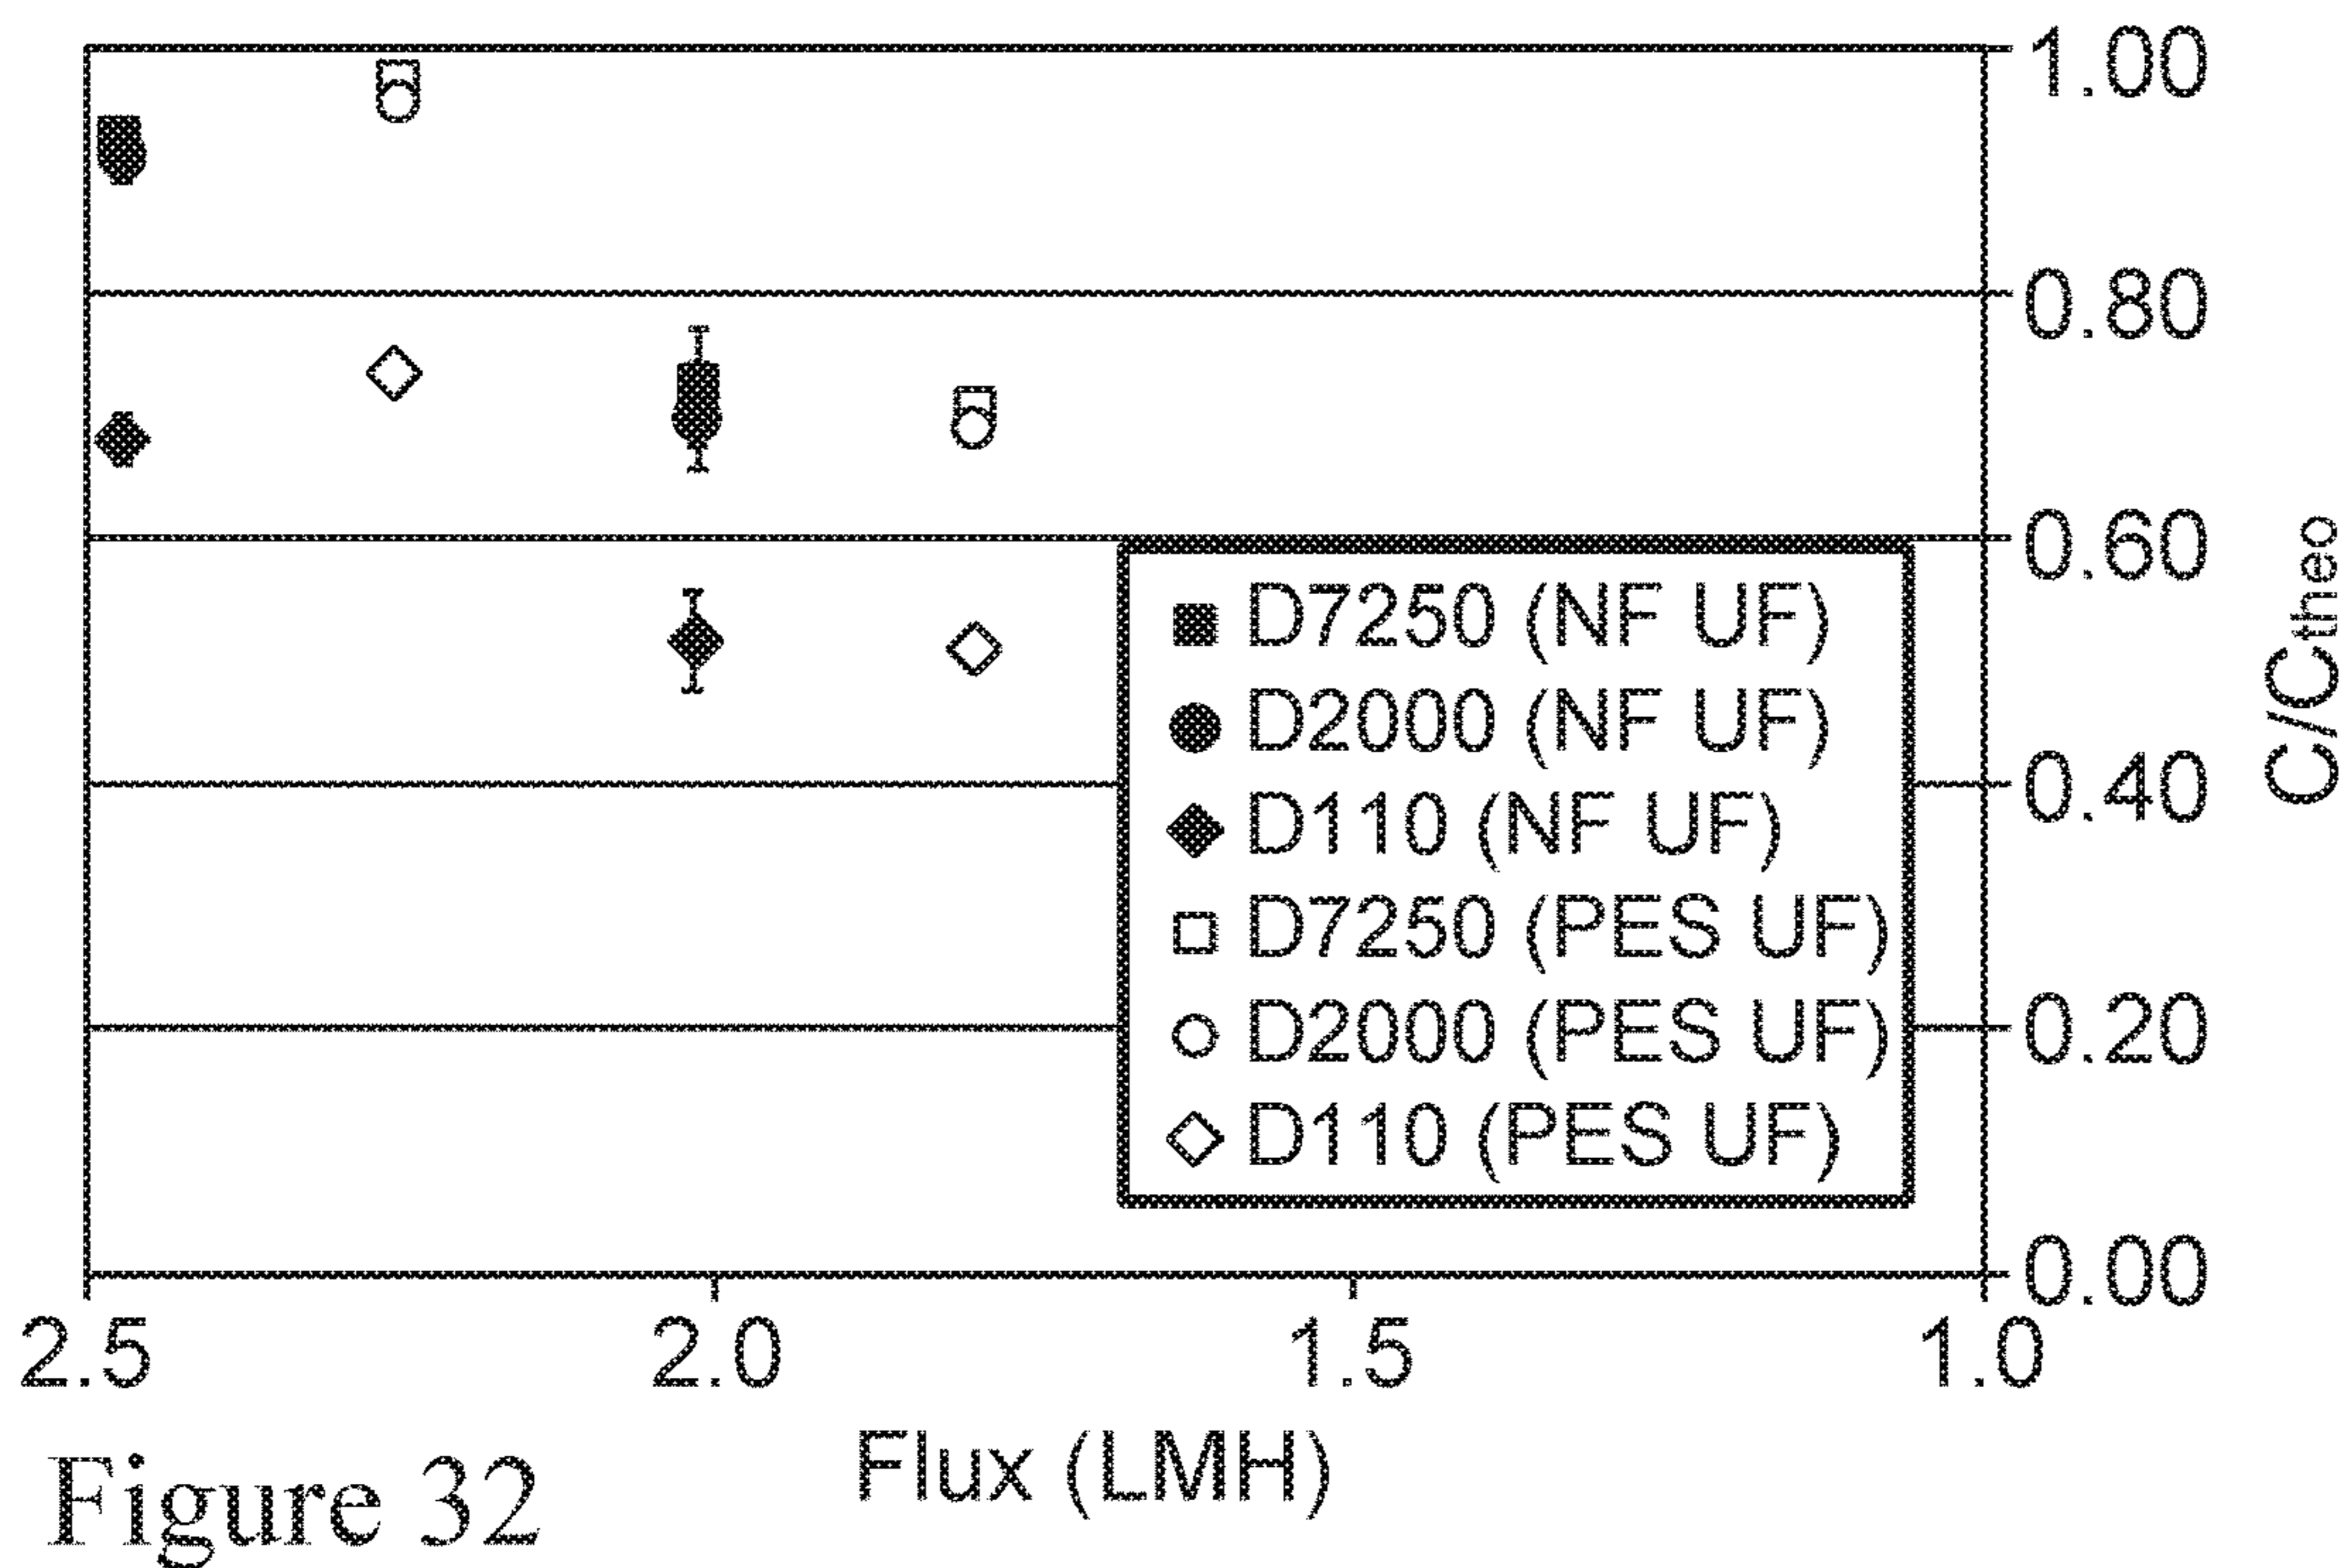 1.00
0.80
0.60
0.40
0.20
0.00
C/Ctheo
D7250 (NF UF)
D2000 (NF UF)
D110 (NF UF)
D7250 (PES UF)
D2000 (PES UF)
D110 (PES UF)
2.5 2.0 1.5 1.0
Flux (LMH)
Figure 32